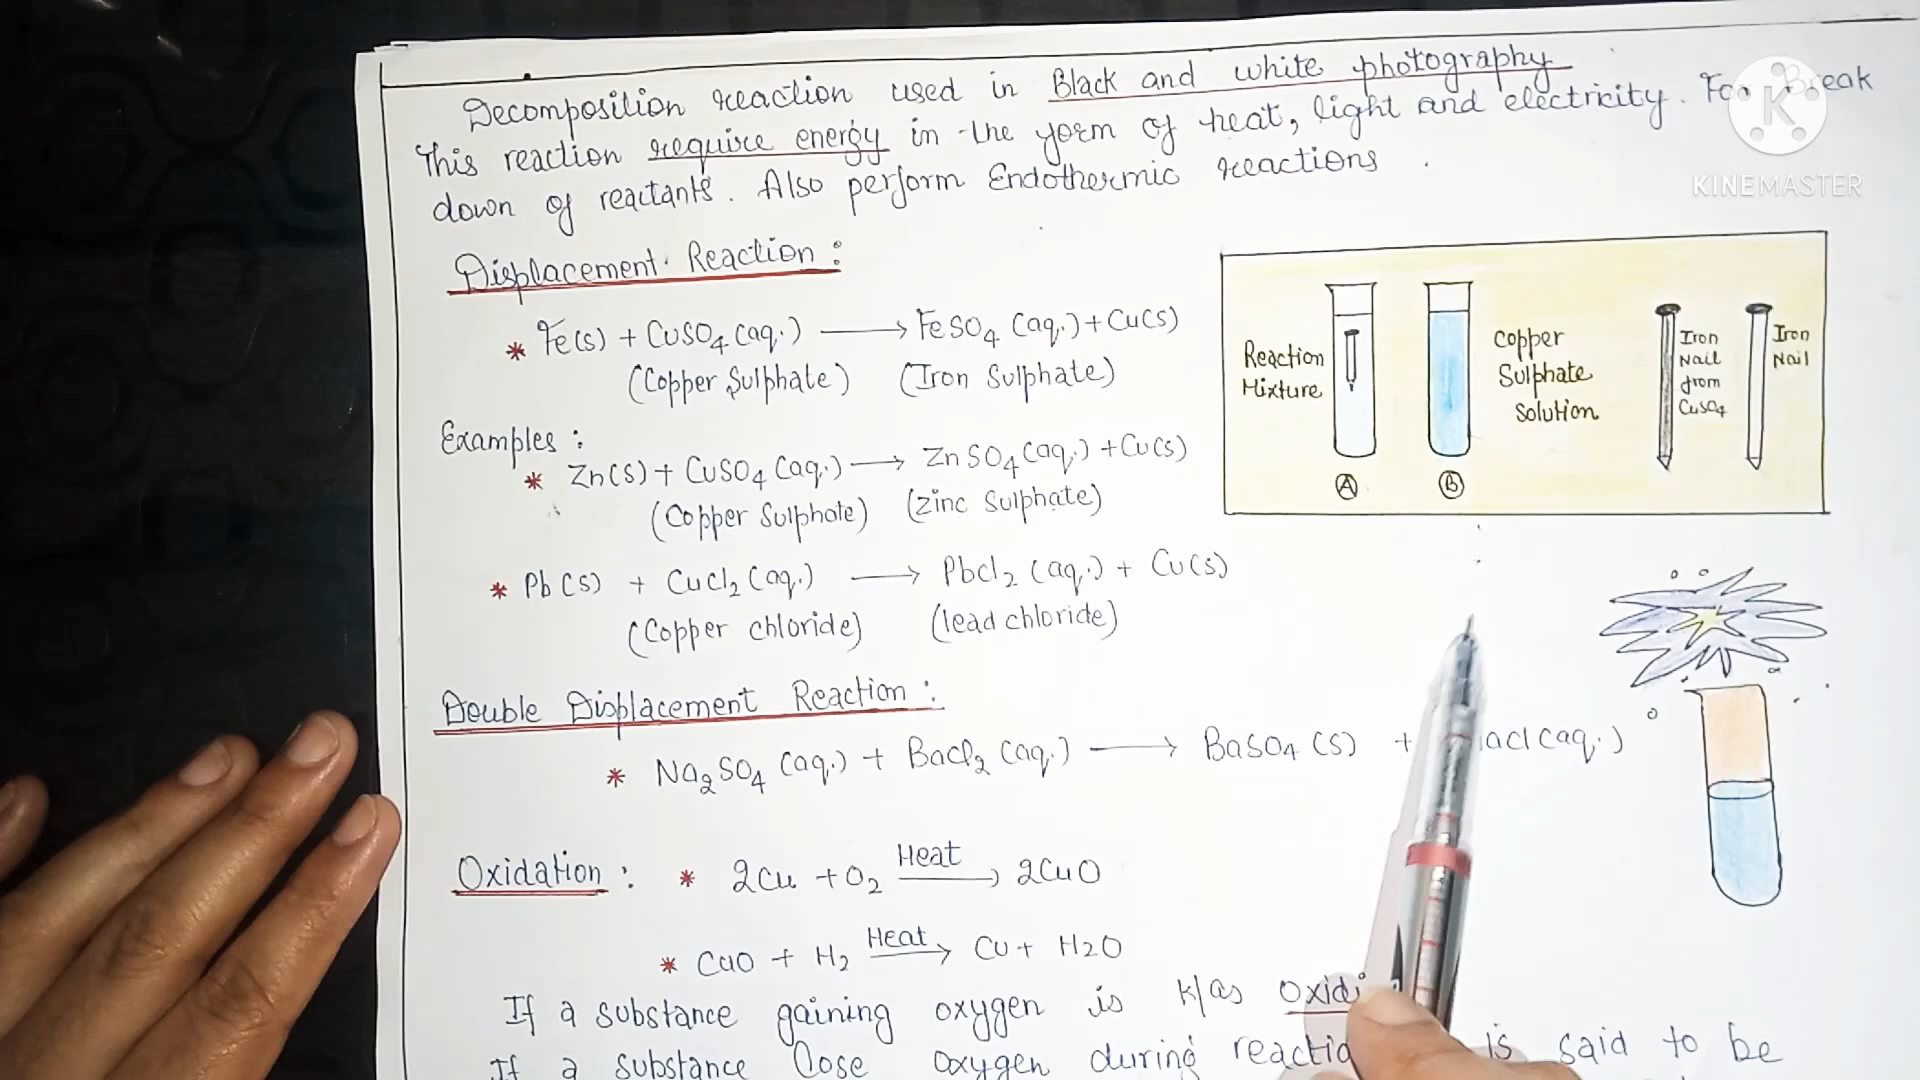 Decomposition reaction used in Black and white photography
This reaction require energy in the form of heat, light and electricity. For Break
down of reactants. Also perform Endothermic reactions.
Displacement Reaction :
* Fe(s) + CuSO4 (aq.) → FeSO4 (aq.) + Cu(s)
(Copper Sulphate) (Iron Sulphate)
Examples :
* Zn(s) + CuSO4 (aq.) → ZnSO4 (aq.) + Cu(s)
(Copper Sulphate) (Zinc Sulphate)
* Pb(s) + CuCl2 (aq.) → PbCl2 (aq.) + Cu(s)
(Copper chloride) (lead chloride)
Double Displacement Reaction :
* Na2SO4 (aq.) + BaCl2 (aq.) → BaSO4 (s) + acl (aq.)
Oxidation : * 2Cu + O2 Heat → 2CuO
* CuO + H2 Heat → Cu + H2O
If a substance gaining oxygen is K/as
If a substance lose oxygen during is said to be
Reaction
Mixture
A
B
Copper
Sulphate
Solution
Iron
Nail
from
CuSO4
Iron
Nail
K
KINEMASTER